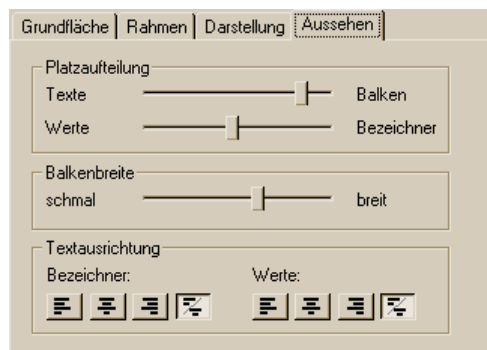 Grundfläche Rahmen Darstellung Aussehen
Platzaufteilung
Texte Balken
Werte Bezeichner
Balkenbreite
schmal breit
Textausrichtung
Bezeichner: Werte: